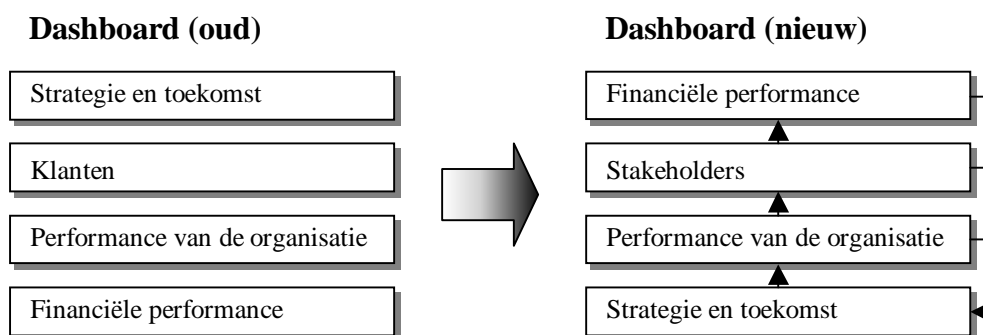 Dashboard (oud)
Strategie en toekomst
Klanten
Performance van de organisatie
Financiële performance
Dashboard (nieuw)
Financiële performance
Stakeholders
Performance van de organisatie
Strategie en toekomst